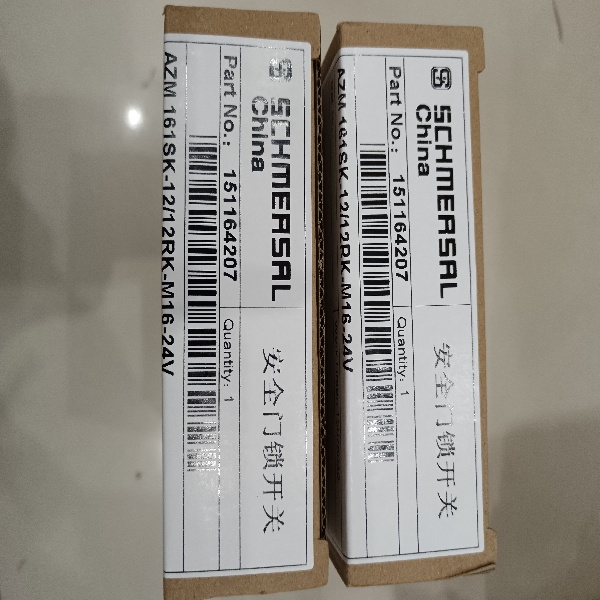 SCHMERSAL
China
安全门锁开关
Part No.: 151164207
Quantity: 1
AZM 161SK-12/12RK-M16-24V
SCHMERSAL
China
安全门锁开关
Part No.: 151164207
Quantity: 1
AZM 161SK-12/12RK-M16-24V